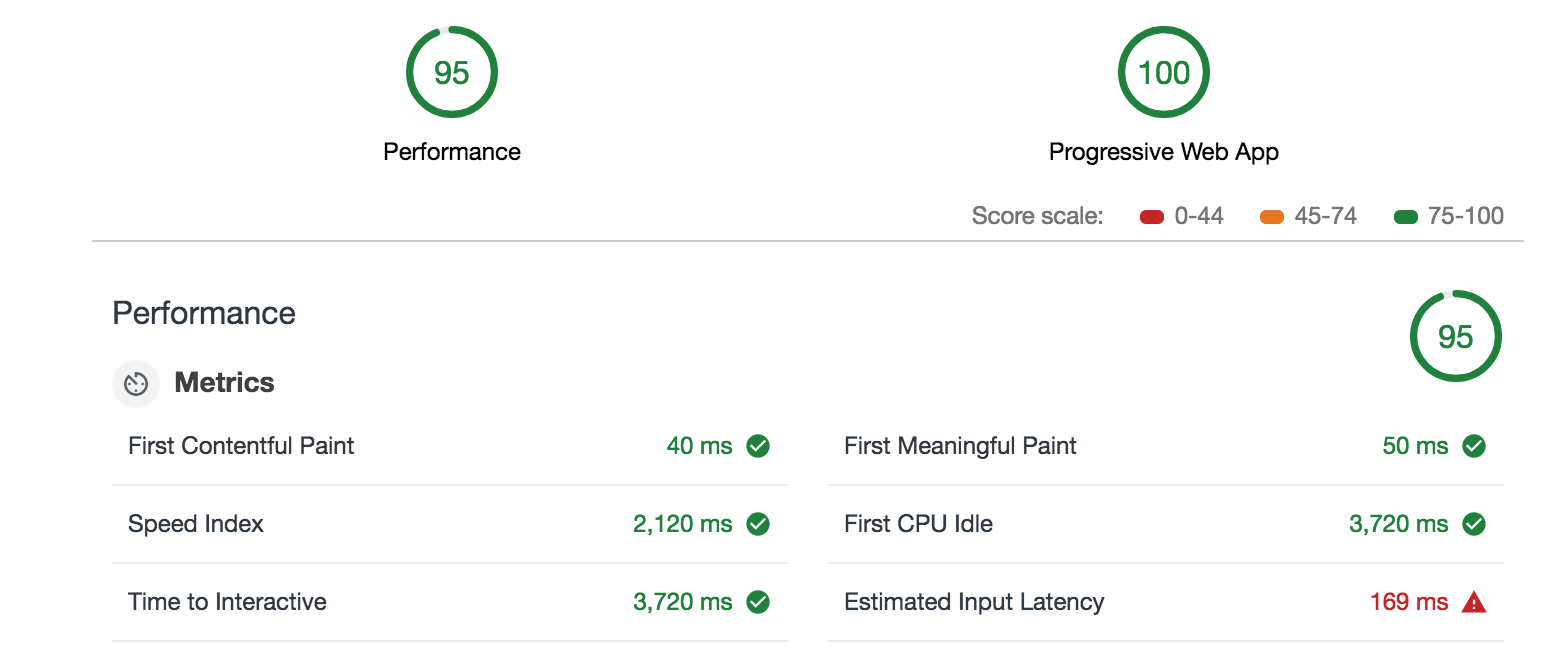 95
100
Performance
Progressive Web App
Score scale: 0-44 45-74 75-100
Performance
95
Metrics
First Contentful Paint 40 ms
First Meaningful Paint 50 ms
Speed Index 2,120 ms
First CPU Idle 3,720 ms
Time to Interactive 3,720 ms
Estimated Input Latency 169 ms